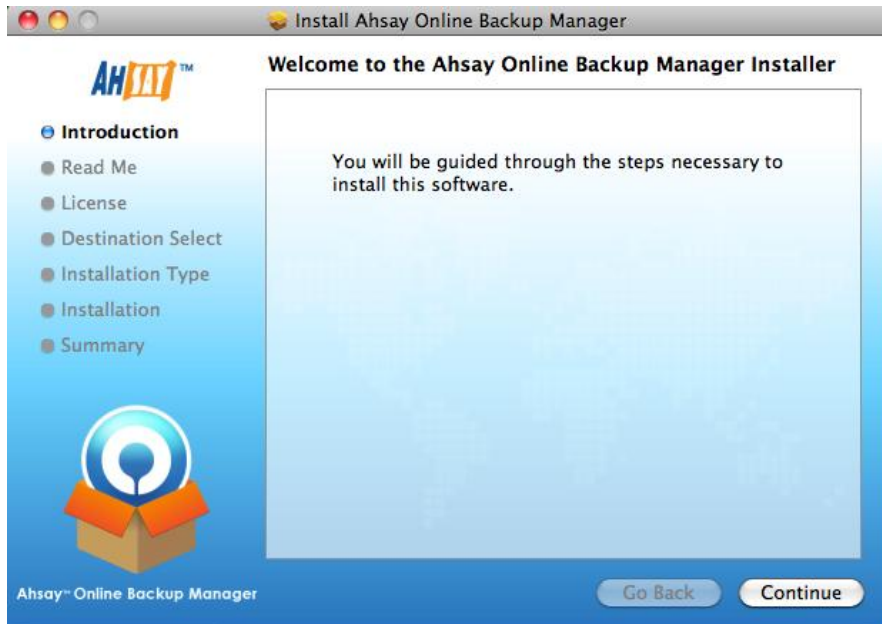 Install Ahsay Online Backup Manager
AHSAY™
Welcome to the Ahsay Online Backup Manager Installer
Introduction
Read Me
License
Destination Select
Installation Type
Installation
Summary
You will be guided through the steps necessary to
install this software.
Ahsay™ Online Backup Manager
Go Back
Continue